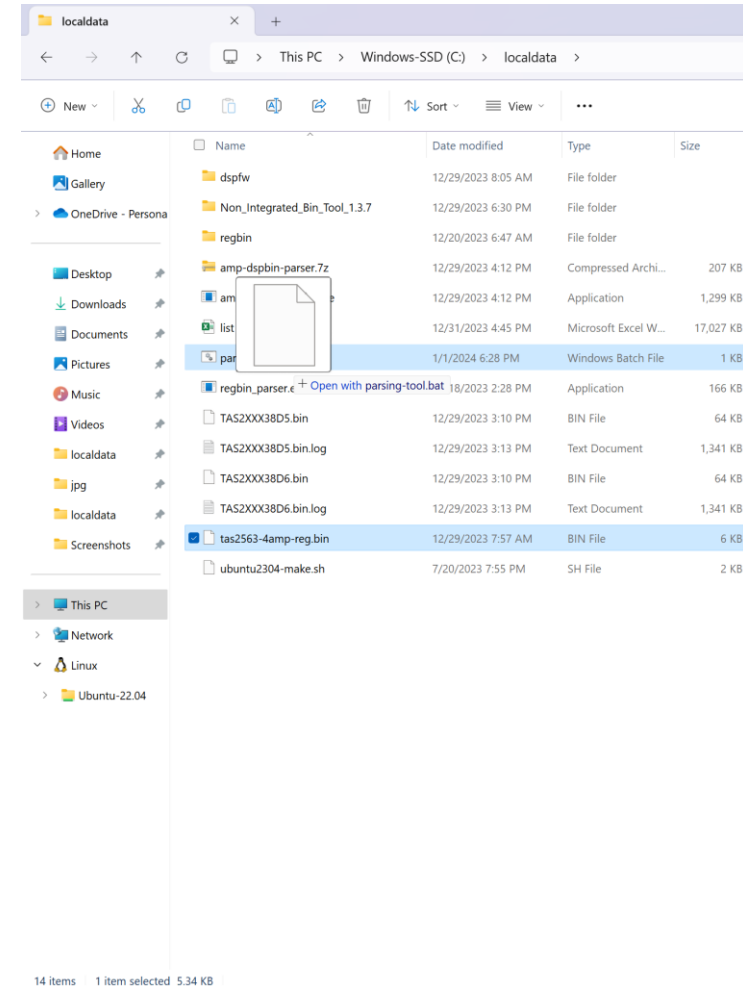 localdata
This PC > Windows-SSD (C:) > localdata >
New Sort View ...
Name Date modified Type Size
Home
Gallery
OneDrive - Persona
Desktop
Downloads
Documents
Pictures
Music
Videos
localdata
jpg
localdata
Screenshots
This PC
Network
Linux
Ubuntu-22.04
dspfw 12/29/2023 8:05 AM File folder
Non_Integrated_Bin_Tool_1.3.7 12/29/2023 6:30 PM File folder
regbin 12/20/2023 6:47 AM File folder
amp-dspbin-parser.7z 12/29/2023 4:12 PM Compressed Archi... 207 KB
am 12/29/2023 4:12 PM Application 1,299 KB
list 12/31/2023 4:45 PM Microsoft Excel W... 17,027 KB
par 1/1/2024 6:28 PM Windows Batch File 1 KB
regbin_parser.e + Open with parsing-tool.bat 18/2023 2:28 PM Application 166 KB
TAS2XXX38D5.bin 12/29/2023 3:10 PM BIN File 64 KB
TAS2XXX38D5.bin.log 12/29/2023 3:13 PM Text Document 1,341 KB
TAS2XXX38D6.bin 12/29/2023 3:10 PM BIN File 64 KB
TAS2XXX38D6.bin.log 12/29/2023 3:13 PM Text Document 1,341 KB
tas2563-4amp-reg.bin 12/29/2023 7:57 AM BIN File 6 KB
ubuntu2304-make.sh 7/20/2023 7:55 PM SH File 2 KB
14 items 1 item selected 5.34 KB